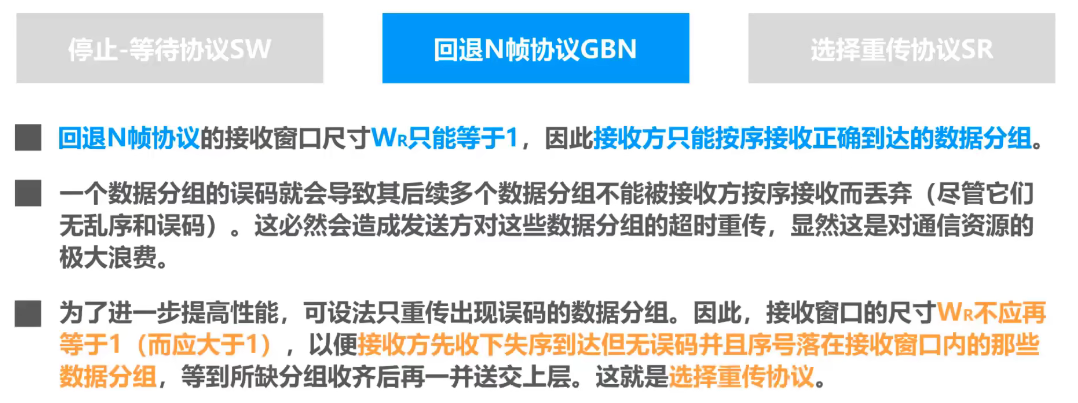 停止-等待协议SW
回退N帧协议GBN
选择重传协议SR
回退N帧协议的接收窗口尺寸WR只能等于1，因此接收方只能按序接收正确到达的数据分组。
一个数据分组的误码就会导致其后续多个数据分组不能被接收方按序接收而丢弃（尽管它们
无乱序和误码）。这必然会造成发送方对这些数据分组的超时重传，显然这是对通信资源的
极大浪费。
为了进一步提高性能，可设法只重传出现误码的数据分组。因此，接收窗口的尺寸WR不应再
等于1（而应大于1），以便接收方先收下失序到达但无误码并且序号落在接收窗口内的那些
数据分组，等到所缺分组收齐后再一并送交上层。这就是选择重传协议。